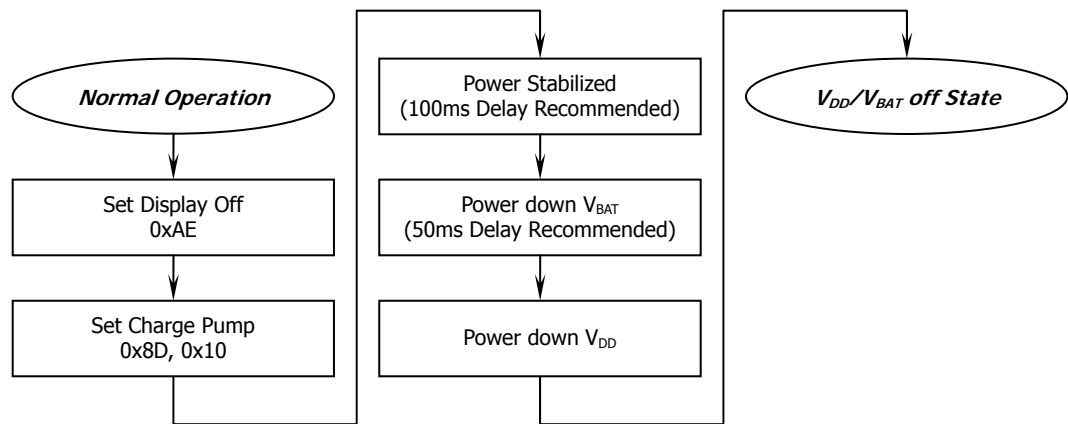 Normal Operation
Set Display Off
0xAE
Set Charge Pump
0x8D, 0x10
Power Stabilized
(100ms Delay Recommended)
Power down VBAT
(50ms Delay Recommended)
Power down VDD
VDD/VBAT off State